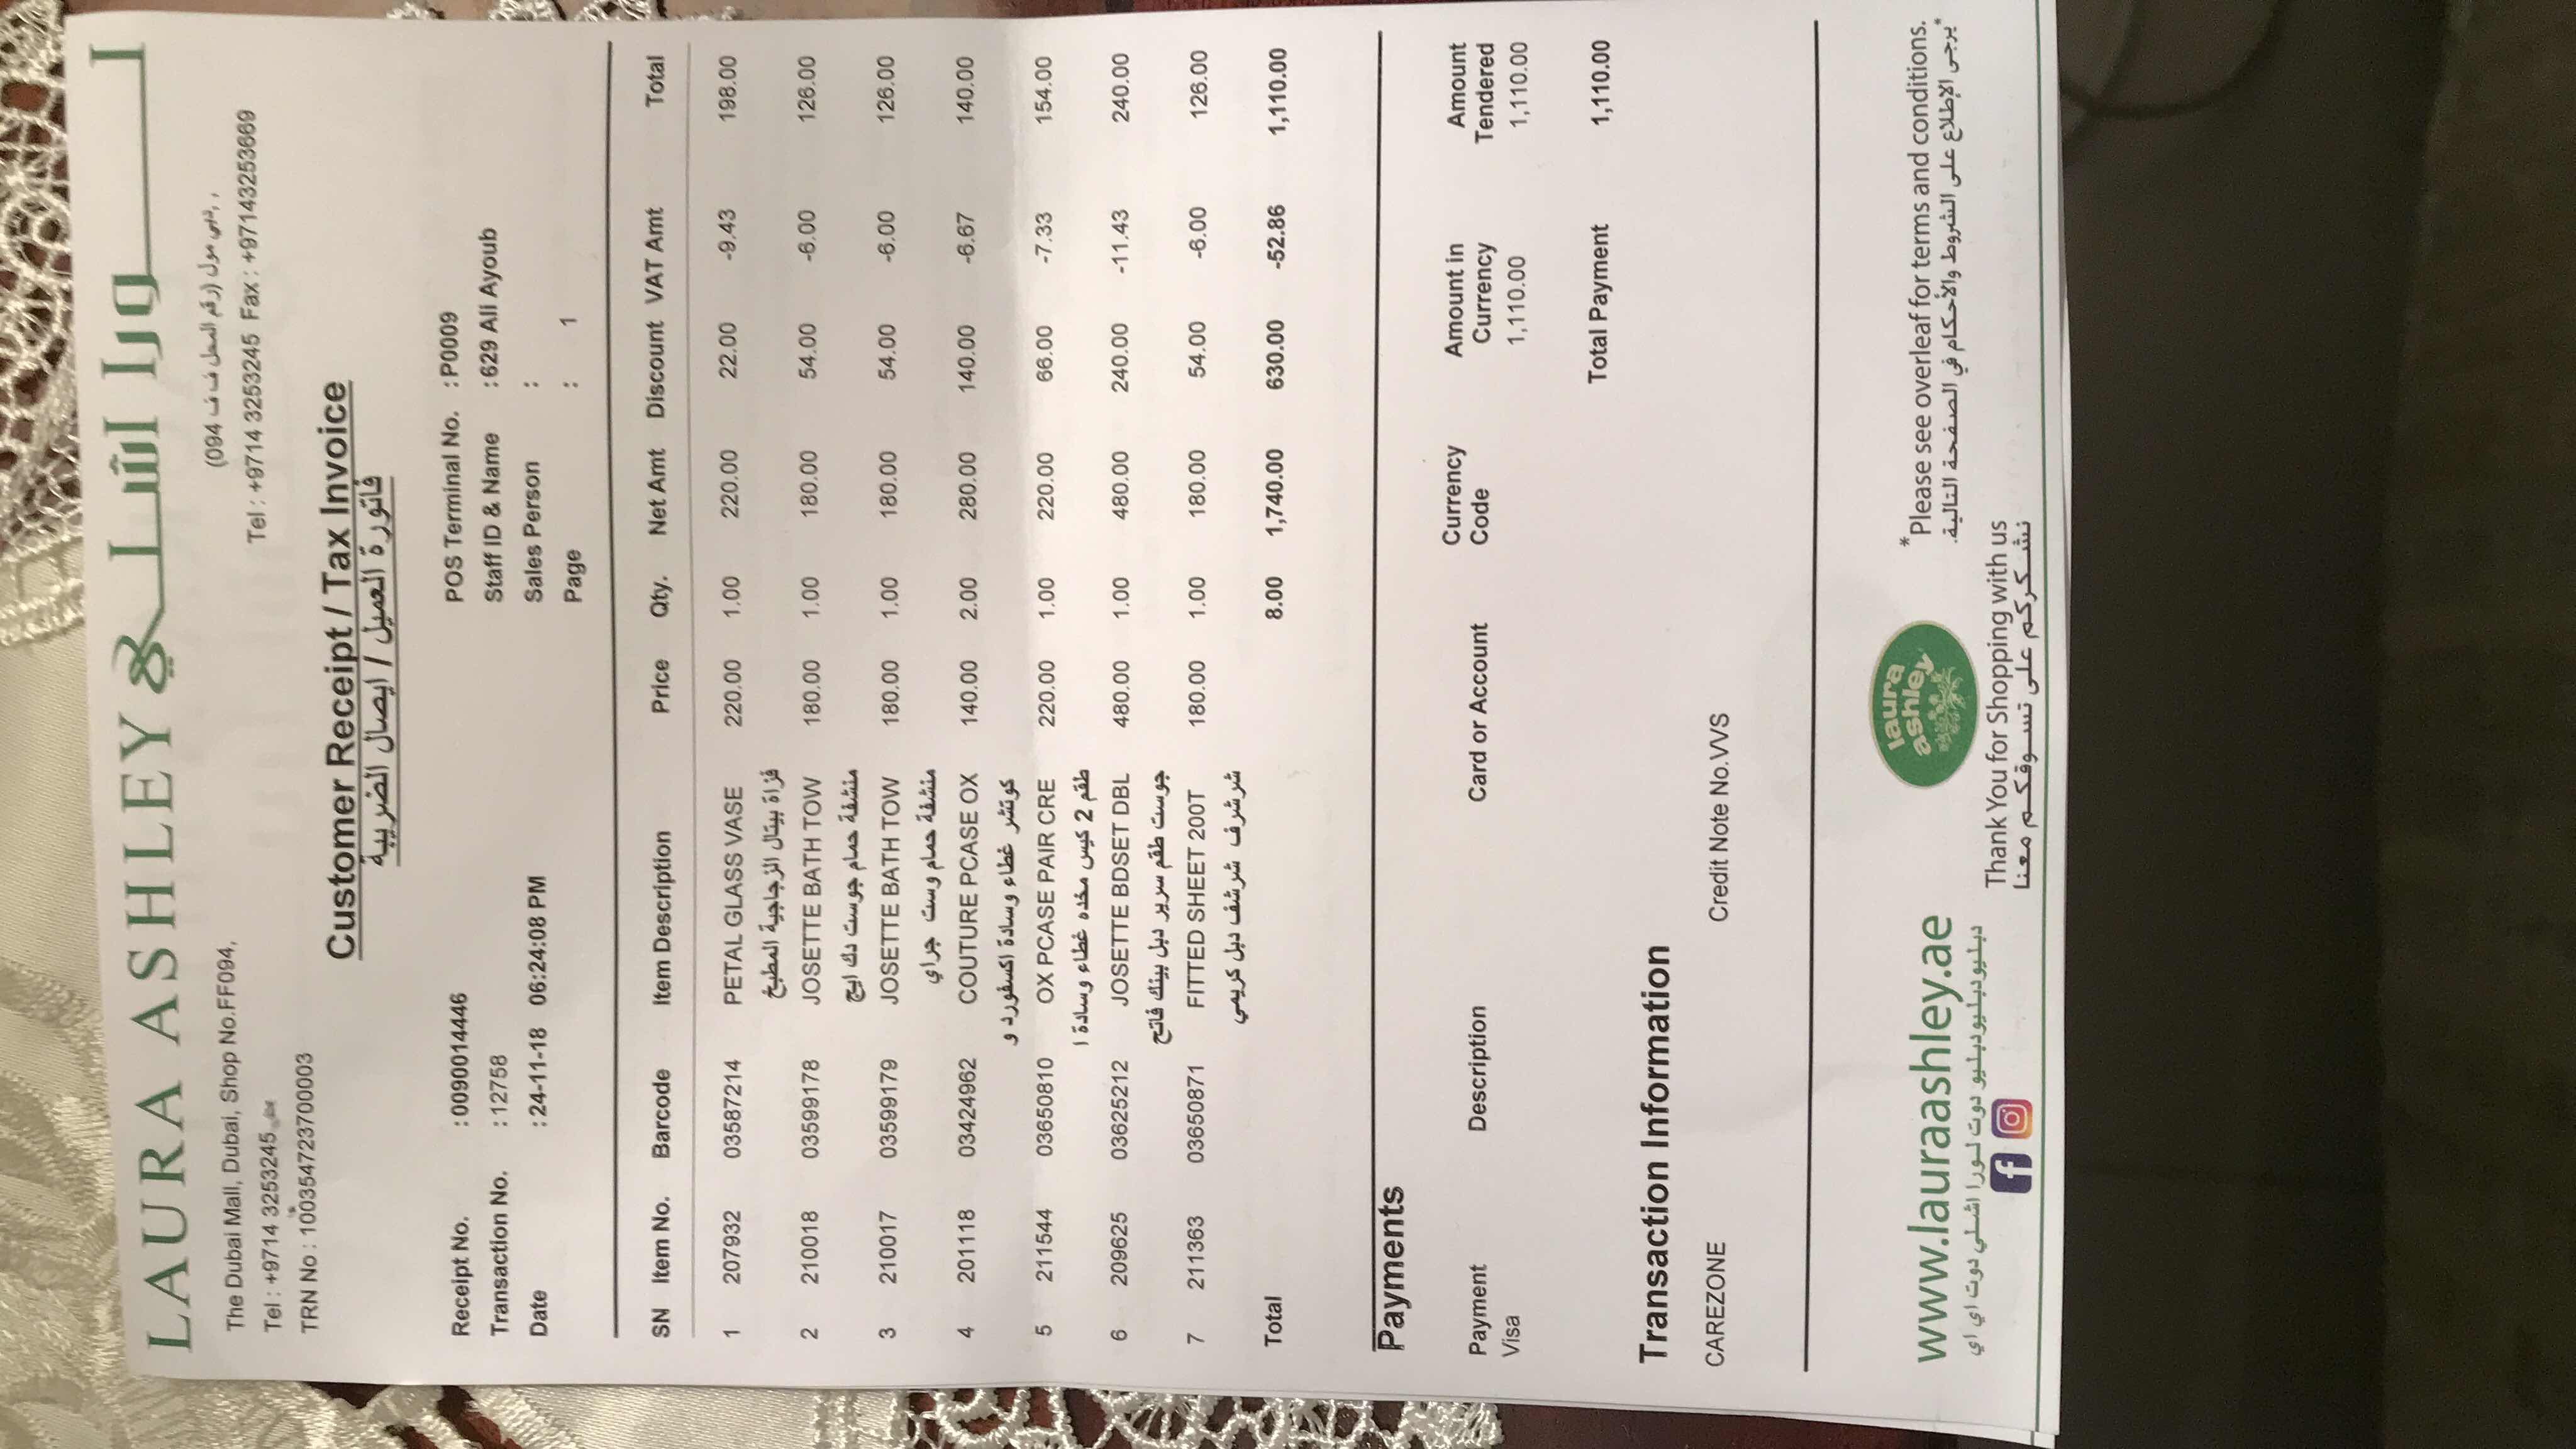 LAURA ASHLEY لـورا اشـلـي
The Dubai Mall, Dubai, Shop No.FF094,
, ,دبي مول (رقم المحل ف ف 094)
Tel : +9714 3253245
Tel : +9714 3253245 Fax : +97143253669
TRN No : 100354723700003
Customer Receipt / Tax Invoice
فاتورة العميل / ايصال الضريبة
Receipt No. : 0090014446 POS Terminal No. : P0009
Transaction No. : 12758 Staff ID & Name : 629 Ali Ayoub
Date : 24-11-18 06:24:08 PM Sales Person :
Page : 1
SN Item No. Barcode Item Description Price Qty. Net Amt Discount VAT Amt Total
1 207932 03587214 PETAL GLASS VASE 220.00 1.00 220.00 22.00 -9.43 198.00
فزاة بيتال الزجاجية المطبخ
2 210018 03599178 JOSETTE BATH TOW 180.00 1.00 180.00 54.00 -6.00 126.00
منشفة حمام جوست دك ايج
3 210017 03599179 JOSETTE BATH TOW 180.00 1.00 180.00 54.00 -6.00 126.00
منشفة حمام وست جراي
4 201118 03424962 COUTURE PCASE OX 140.00 2.00 280.00 140.00 -6.67 140.00
كوتشر غطاء وسادة اكسفورد و
5 211544 03650810 OX PCASE PAIR CRE 220.00 1.00 220.00 66.00 -7.33 154.00
طقم 2 كيس مخده غطاء وسادة ا
6 209625 03625212 JOSETTE BDSET DBL 480.00 1.00 480.00 240.00 -11.43 240.00
جوست طقم سرير دبل بينك فاتح
7 211363 03650871 FITTED SHEET 200T 180.00 1.00 180.00 54.00 -6.00 126.00
شرشرف شرشف دبل كريمي
Total 8.00 1,740.00 630.00 -52.86 1,110.00
Payments
Payment Description Card or Account Currency Code Amount in Currency Amount Tendered
Visa 1,110.00 1,110.00
Total Payment 1,110.00
Transaction Information
CAREZONE Credit Note No.VVS
www.lauraashley.ae
دبليودبليودبليو دوت لـورا اشـلي دوت اي اي
laura
ashley
Thank You for Shopping with us
نشـكركم على تسـوقكـم معنا
*Please see overleaf for terms and conditions.
*يرجى الإطلاع على الشروط والأحكام في الصفحة التالية.